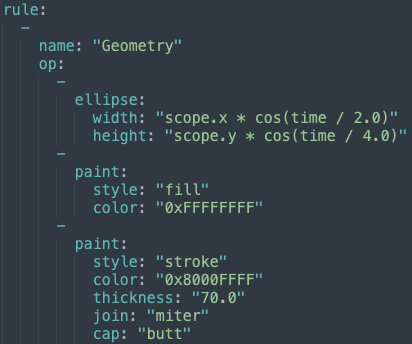 rule:
-
name: "Geometry"
op:
-
ellipse:
width: "scope.x * cos(time / 2.0)"
height: "scope.y * cos(time / 4.0)"
-
paint:
style: "fill"
color: "0xFFFFFFFF"
-
paint:
style: "stroke"
color: "0x8000FFFF"
thickness: "70.0"
join: "miter"
cap: "butt"